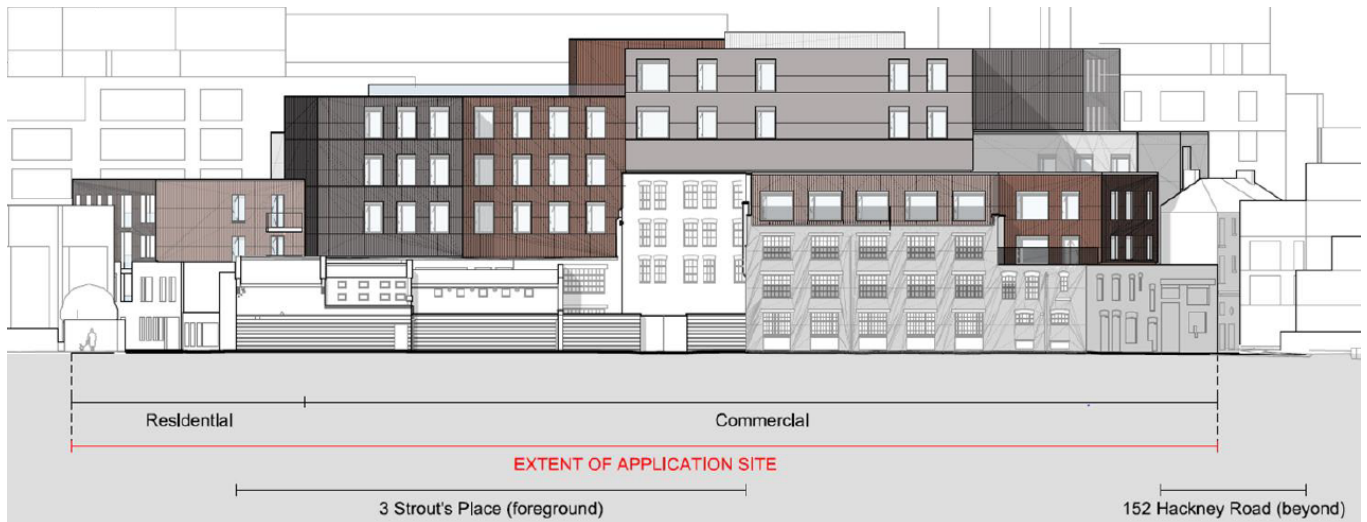 Residential
Commercial
EXTENT OF APPLICATION SITE
3 Strout's Place (foreground)
152 Hackney Road (beyond)